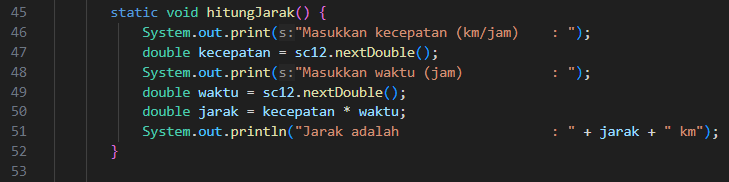 45 static void hitungJarak() {
46 System.out.print(s:"Masukkan kecepatan (km/jam)    : ");
47 double kecepatan = sc12.nextDouble();
48 System.out.print(s:"Masukkan waktu (jam)           : ");
49 double waktu = sc12.nextDouble();
50 double jarak = kecepatan * waktu;
51 System.out.println("Jarak adalah                   : " + jarak + " km");
52 }
53